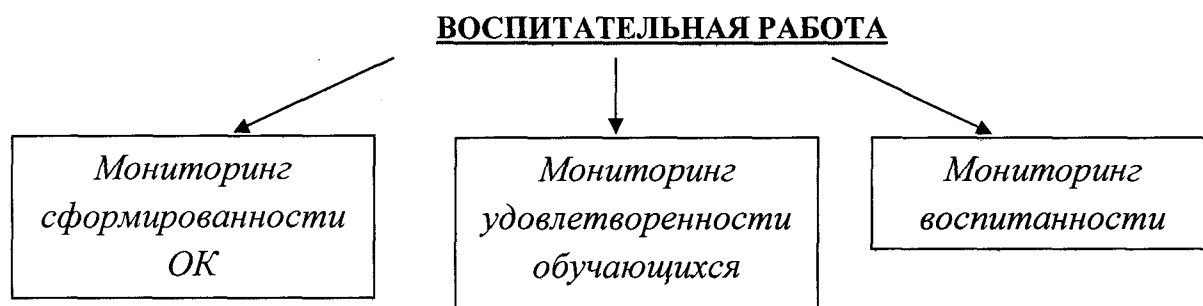 ВОСПИТАТЕЛЬНАЯ РАБОТА
Мониторинг
сформированности
ОК
Мониторинг
удовлетворенности
обучающихся
Мониторинг
воспитанности